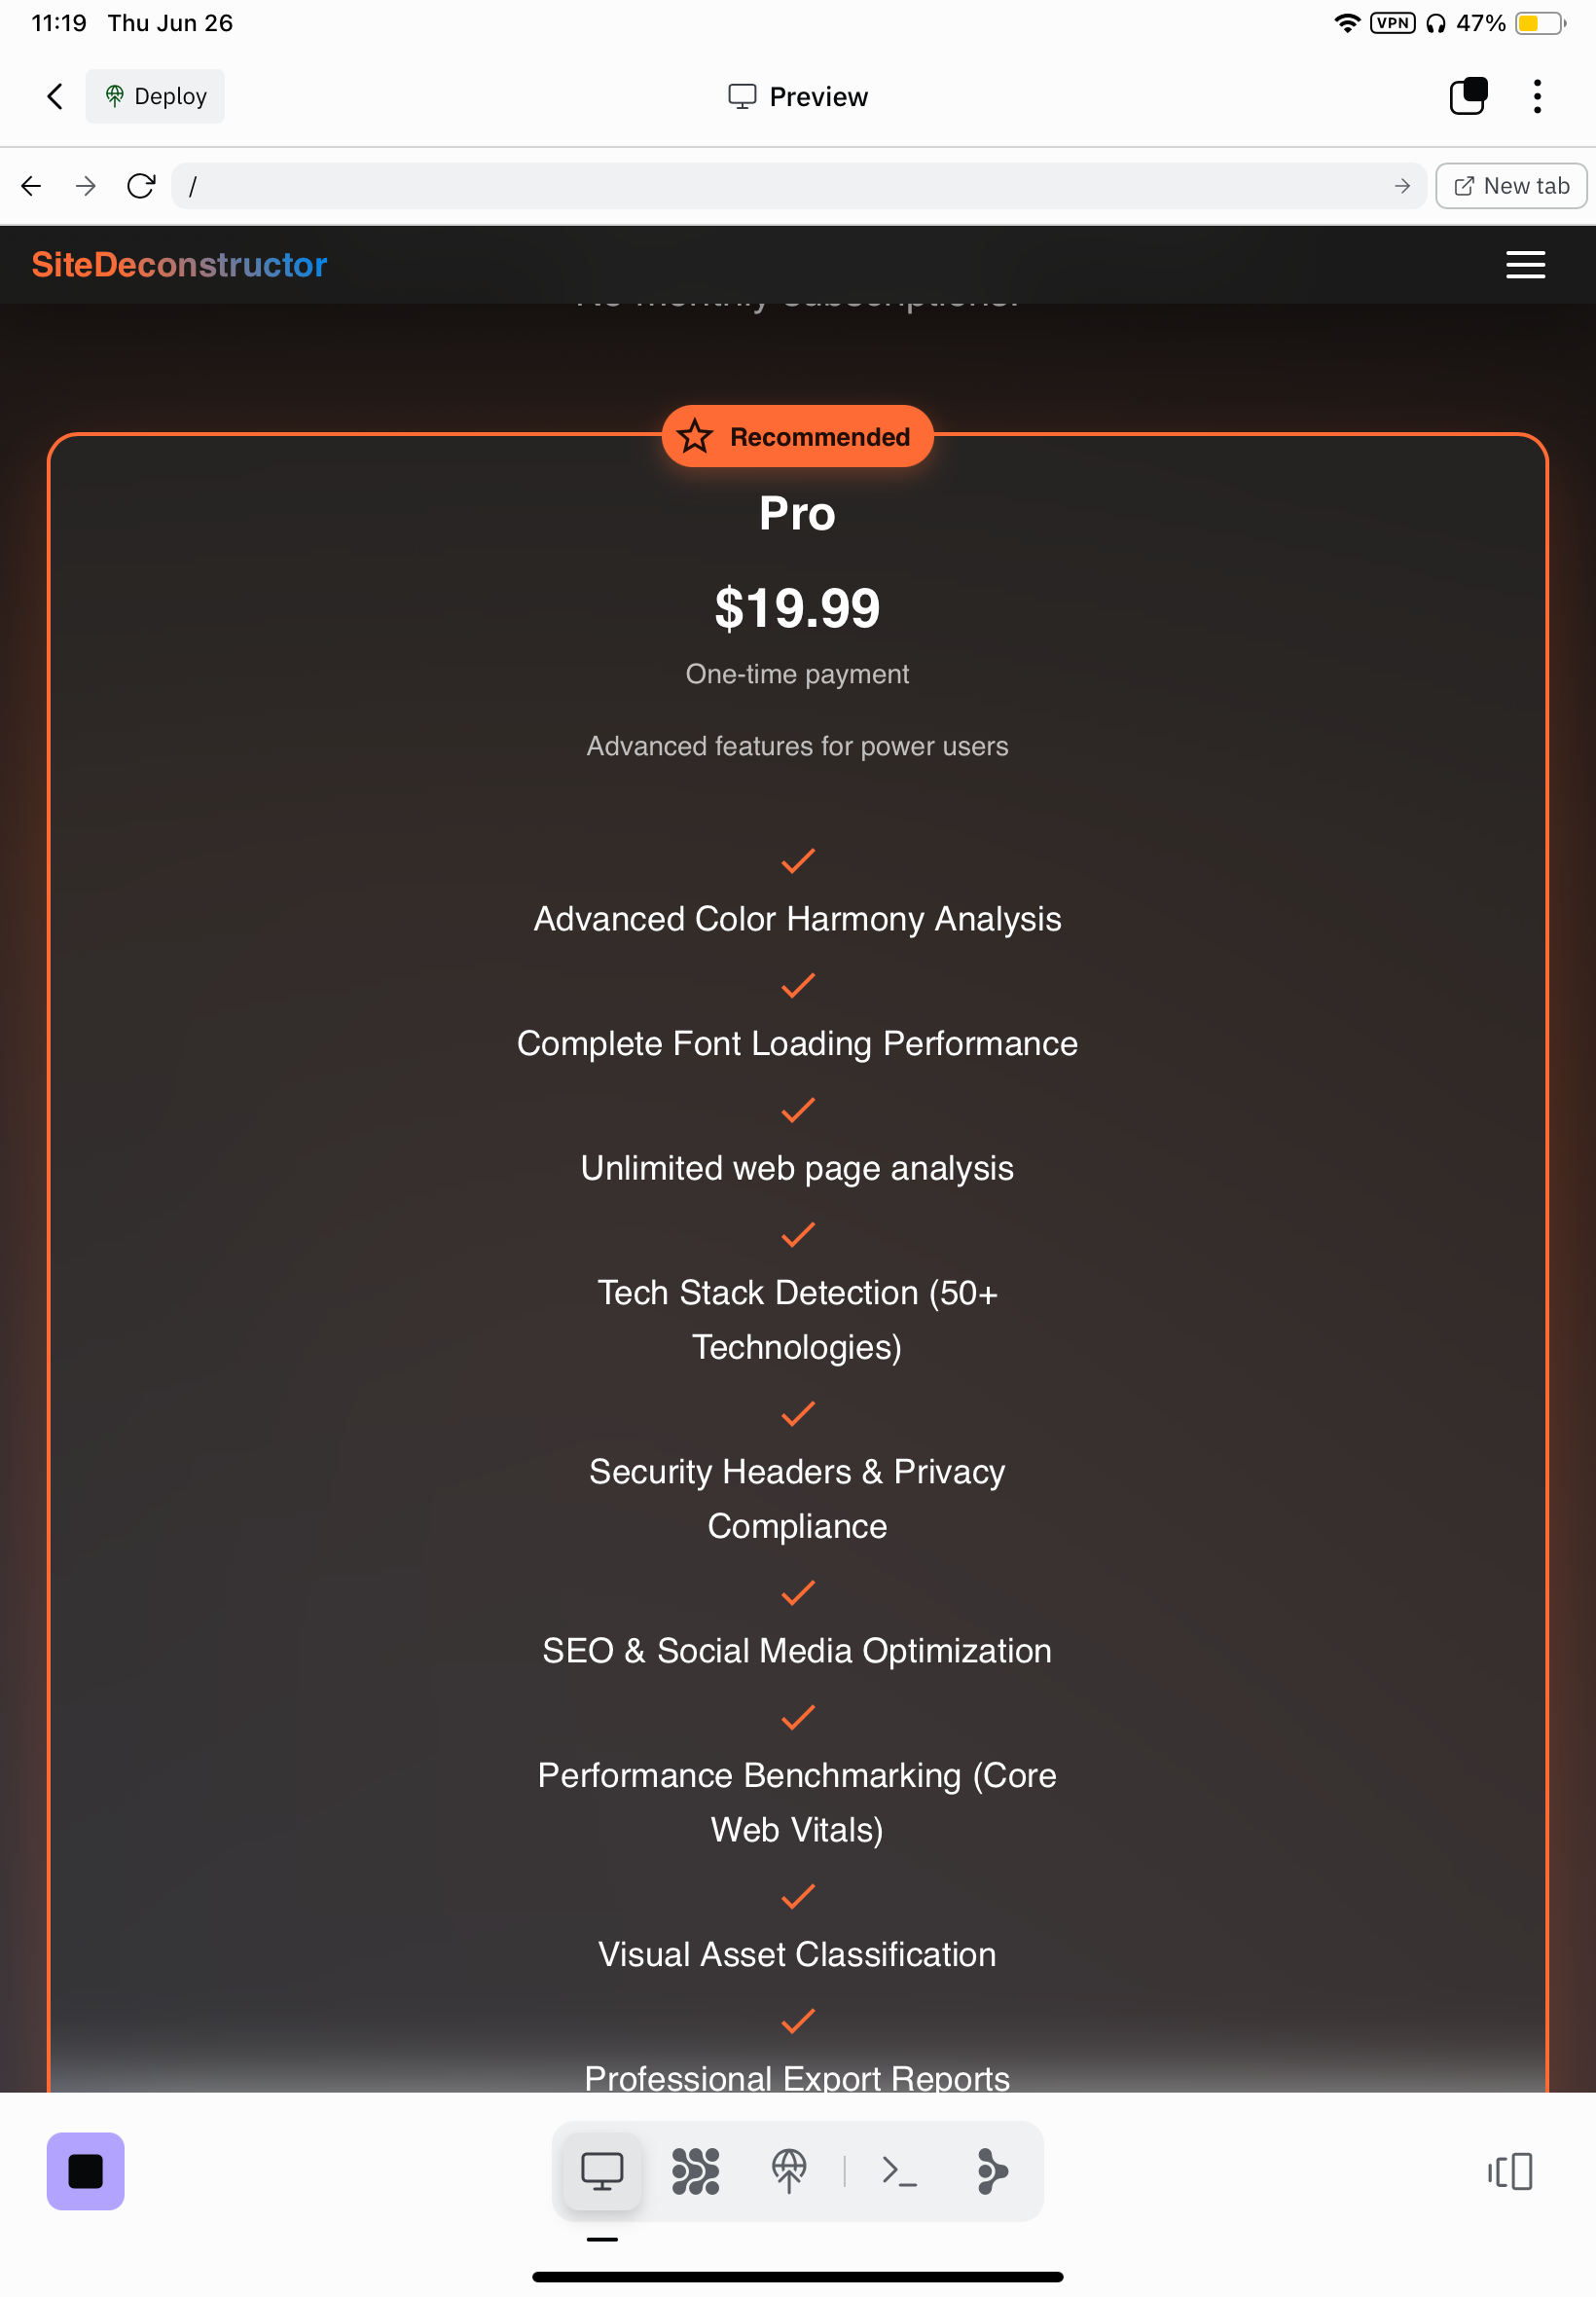 11:19 Thu Jun 26
VPN 47%
Deploy
Preview
/
New tab
SiteDeconstructor
No monthly subscriptions.
Recommended
Pro
$19.99
One-time payment
Advanced features for power users
Advanced Color Harmony Analysis
Complete Font Loading Performance
Unlimited web page analysis
Tech Stack Detection (50+
Technologies)
Security Headers & Privacy
Compliance
SEO & Social Media Optimization
Performance Benchmarking (Core
Web Vitals)
Visual Asset Classification
Professional Export Reports